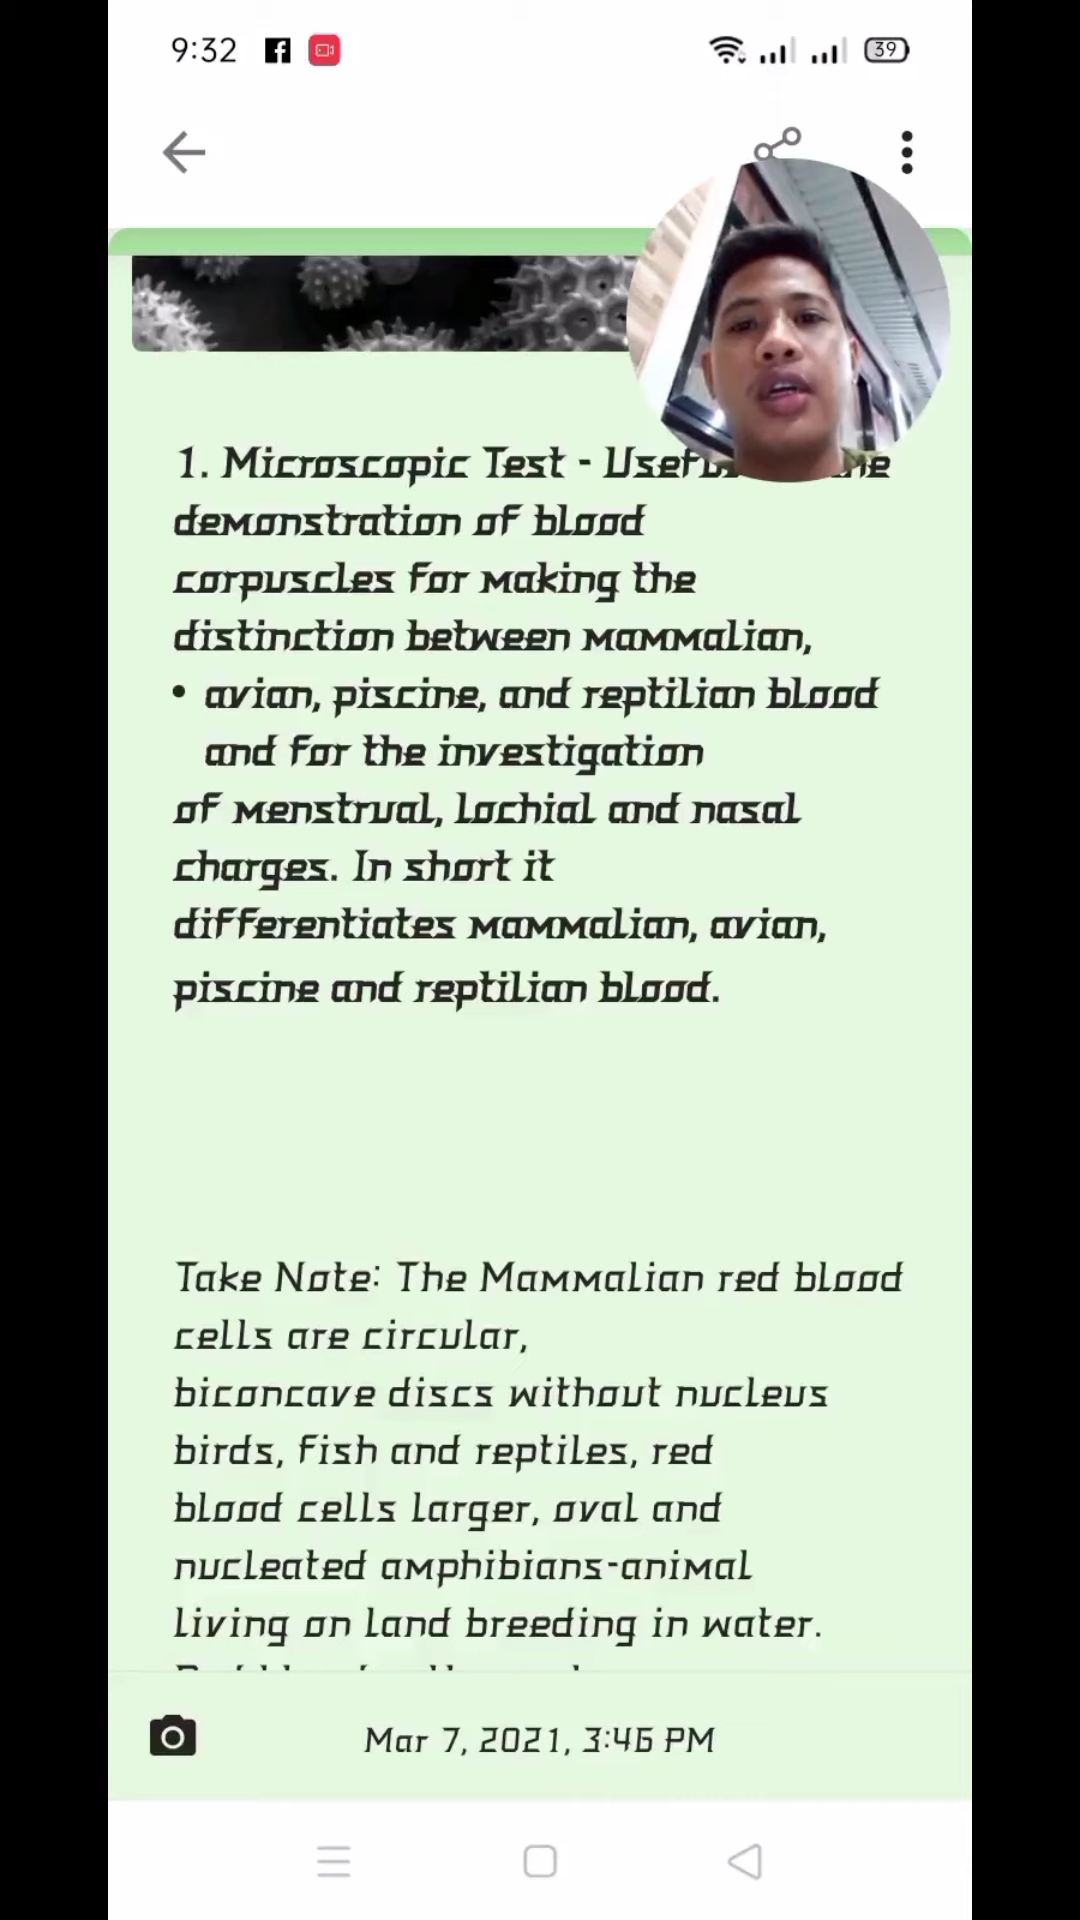 9:32
39
1. Microscopic Test - Useful
demonstration of blood
corpuscles for making the
distinction between mammalian,
• avian, piscine, and reptilian blood
and for the investigation
of menstrual, lochial and nasal
charges. In short it
differentiates mammalian, avian,
piscine and reptilian blood.
Take Note: The Mammalian red blood
cells are circular,
biconcave discs without nucleus
birds, fish and reptiles, red
blood cells larger, oval and
nucleated amphibians-animal
living on land breeding in water.
Mar 7, 2021, 3:46 PM